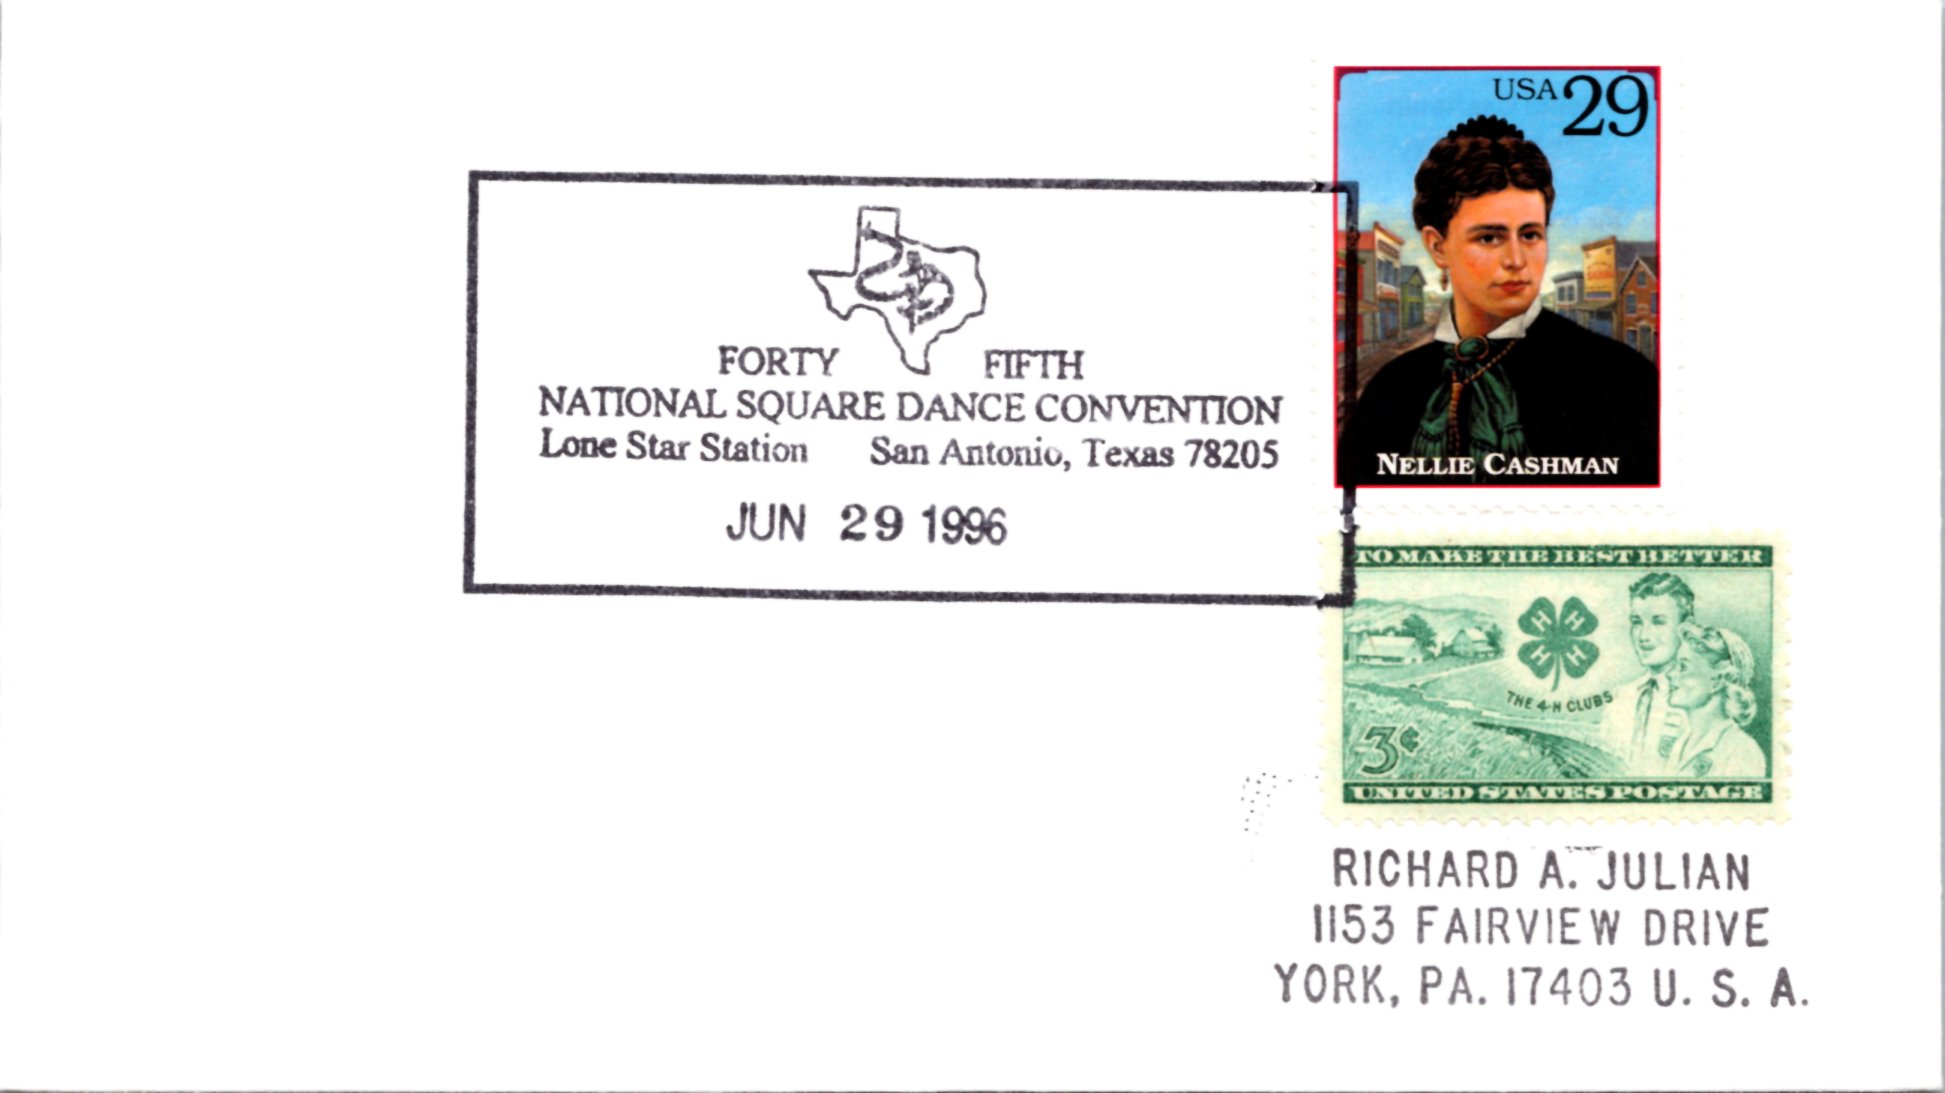 USA 29
NELLIE CASHMAN
FORTY FIFTH
NATIONAL SQUARE DANCE CONVENTION
Lone Star Station San Antonio, Texas 78205
JUN 29 1996
TO MAKE THE BEST BETTER
H H
H H
THE 4-H CLUBS
3¢
UNITED STATES POSTAGE
RICHARD A. JULIAN
1153 FAIRVIEW DRIVE
YORK, PA. 17403 U. S. A.